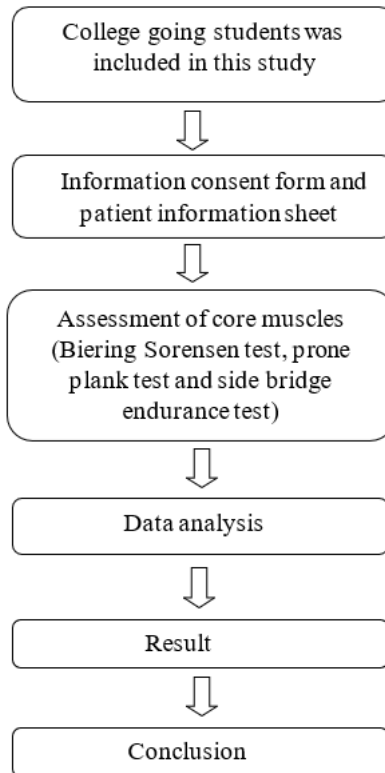 College going students was
included in this study
Information consent form and
patient information sheet
Assessment of core muscles
(Biering Sorensen test, prone
plank test and side bridge
endurance test)
Data analysis
Result
Conclusion